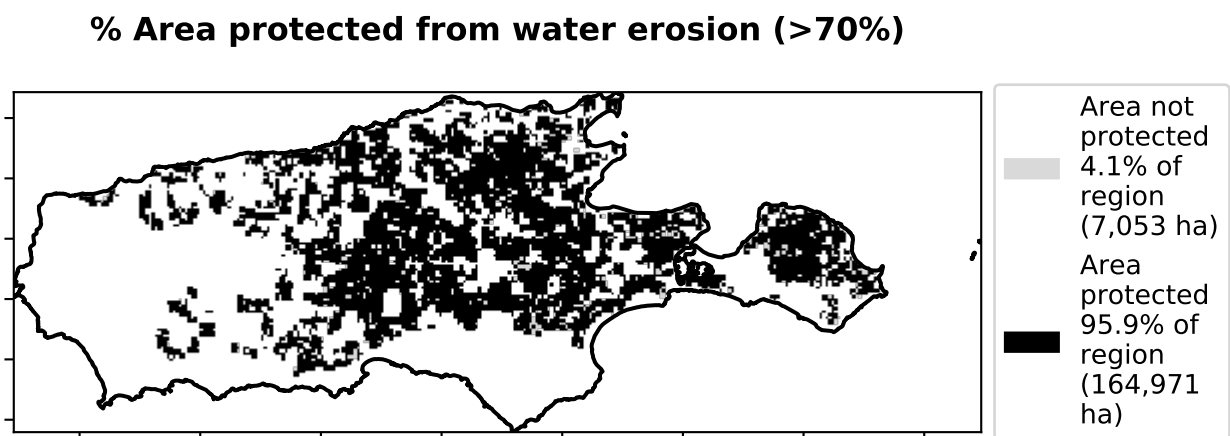 % Area protected from water erosion (>70%)
Area not
protected
4.1% of
region
(7,053 ha)
Area
protected
95.9% of
region
(164,971
ha)